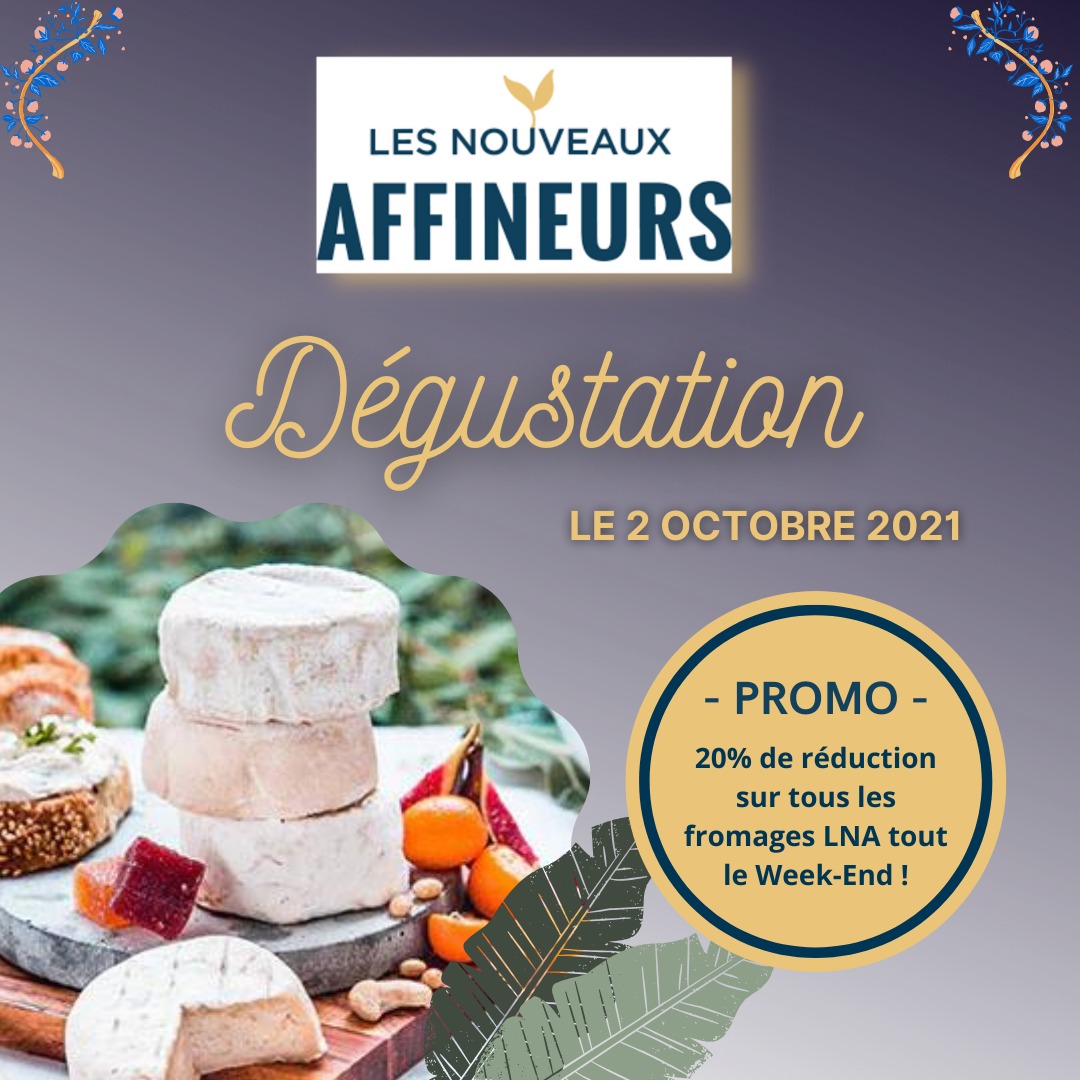 LES NOUVEAUX
AFFINEURS
Dégustation
LE 2 OCTOBRE 2021
- PROMO -
20% de réduction
sur tous les
fromages LNA tout
le Week-End !